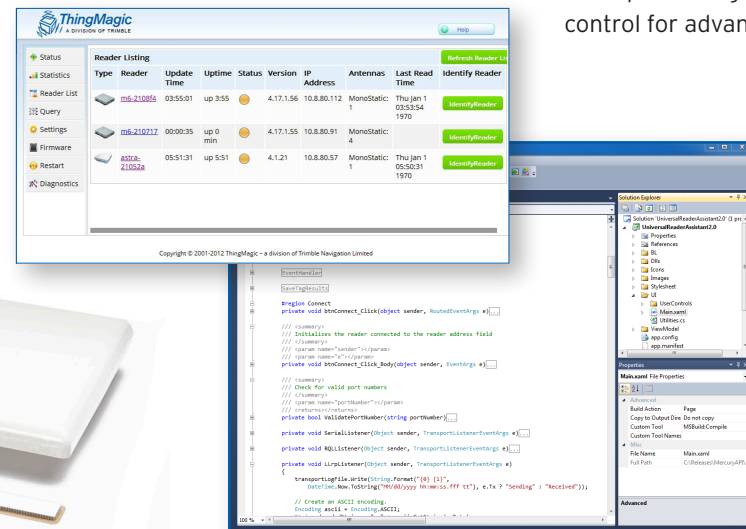 control for advan
ThingMagic
A DIVISION OF TRIMBLE
Help
Status
Statistics
Reader List
Query
Settings
Firmware
Restart
Diagnostics
Reader Listing
Refresh Reader Li
Type Reader Update Time Uptime Status Version IP Address Antennas Last Read Time Identify Reader
m6-2108f4 03:55:01 up 3:55 4.17.1.56 10.8.80.112 MonoStatic: 1 Thu Jan 1 03:53:54 1970 IdentifyReader
m6-210717 00:00:35 up 0 min 4.17.1.55 10.8.80.91 MonoStatic: 4 IdentifyReader
astra-21052a 05:51:31 up 5:51 4.1.21 10.8.80.57 MonoStatic: 1 Thu Jan 1 05:50:31 1970 IdentifyReader
Copyright © 2001-2012 ThingMagic – a division of Trimble Navigation Limited
EventHandler
SaveTagResults
#region Connect
private void btnConnect_Click(object sender, RoutedEventArgs e)...
/// <summary>
/// Initializes the reader connected to the reader address field
/// </summary>
/// <param name="sender"></param>
/// <param name="e"></param>
private void btnConnect_Click_Body(object sender, EventArgs e)...
/// <summary>
/// Check for valid port numbers
/// </summary>
/// <param name="portNumber"></param>
/// <returns></returns>
private bool ValidatePortNumber(string portNumber)...
private void SerialListener(Object sender, TransportListenerEventArgs e)...
private void RQLListener(Object sender, TransportListenerEventArgs e)...
private void LLrpListener(Object sender, TransportListenerEventArgs e)
{
transportLogFile.Write(String.Format("{0} {1}",
DateTime.Now.ToString("MM/dd/yyyy hh:mm:ss.fff tt"), e.Tx ? "Sending" : "Received"));
// Create an ASCII encoding.
Encoding ascii = Encoding.ASCII;
100 %
Solution Explorer
Solution 'UniversalReaderAssistant2.0' (1 pro
UniversalReaderAssistant2.0
Properties
References
BL
Dlls
Icons
Images
Stylesheet
UI
UserControls
Main.xaml
Utilities.cs
ViewModel
app.config
app.manifest
Properties
Main.xaml File Properties
Advanced
Build Action Page
Copy to Output Dire Do not copy
Custom Tool MSBuild:Compile
Custom Tool Names
Misc
File Name Main.xaml
Full Path C:\Releases\MercuryAPI\
Advanced